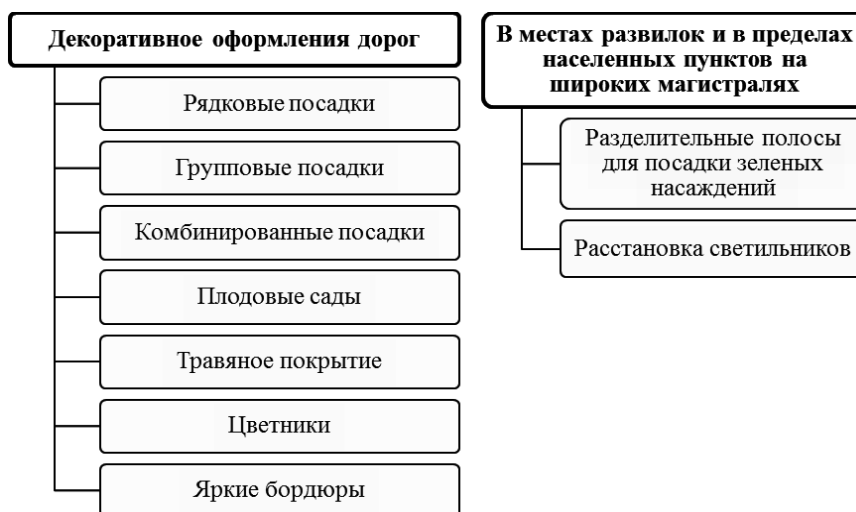 Декоративное оформления дорог
Рядковые посадки
Групповые посадки
Комбинированные посадки
Плодовые сады
Травяное покрытие
Цветники
Яркие бордюры
В местах развилок и в пределах
населенных пунктов на
широких магистралях
Разделительные полосы
для посадки зеленых
насаждений
Расстановка светильников